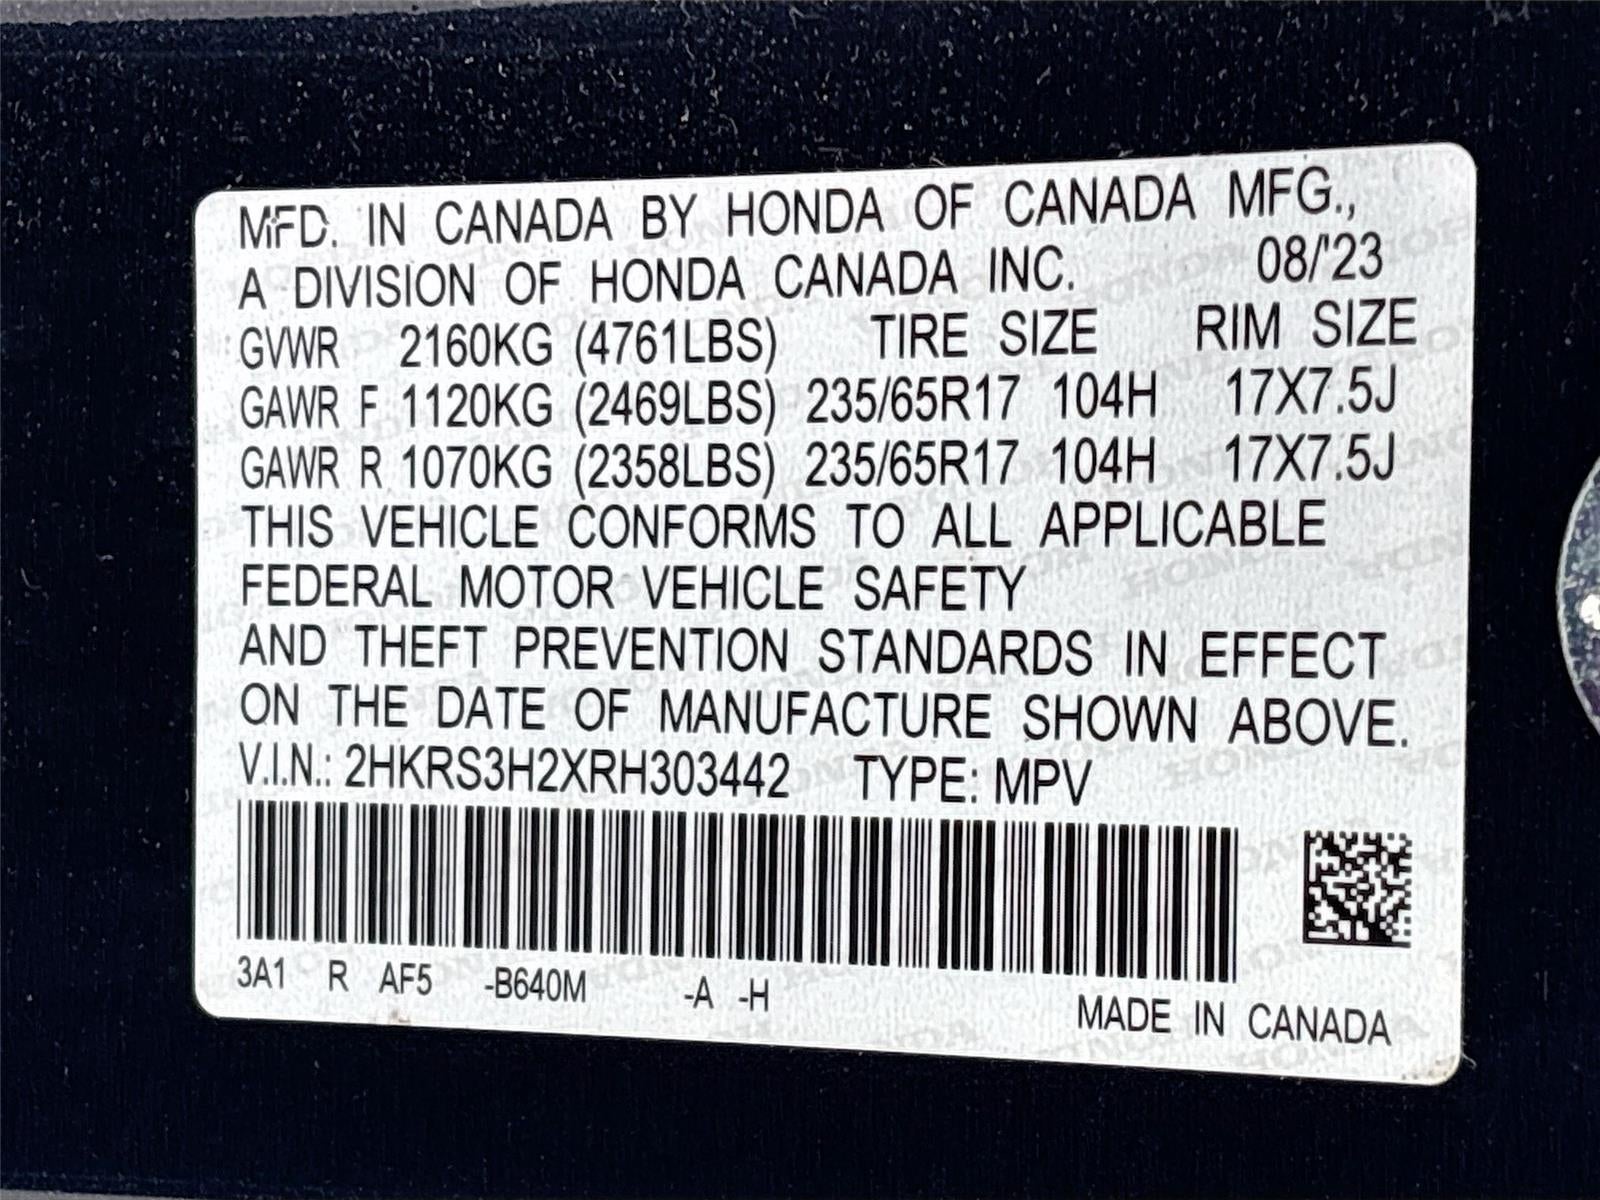 MFD. IN CANADA BY HONDA OF CANADA MFG.,
A DIVISION OF HONDA CANADA INC. 08/'23
GVWR 2160KG (4761LBS) TIRE SIZE RIM SIZE
GAWR F 1120KG (2469LBS) 235/65R17 104H 17X7.5J
GAWR R 1070KG (2358LBS) 235/65R17 104H 17X7.5J
THIS VEHICLE CONFORMS TO ALL APPLICABLE
FEDERAL MOTOR VEHICLE SAFETY
AND THEFT PREVENTION STANDARDS IN EFFECT
ON THE DATE OF MANUFACTURE SHOWN ABOVE.
V.I.N.: 2HKRS3H2XRH303442 TYPE: MPV
3A1 R AF5 -B640M -A -H
MADE IN CANADA